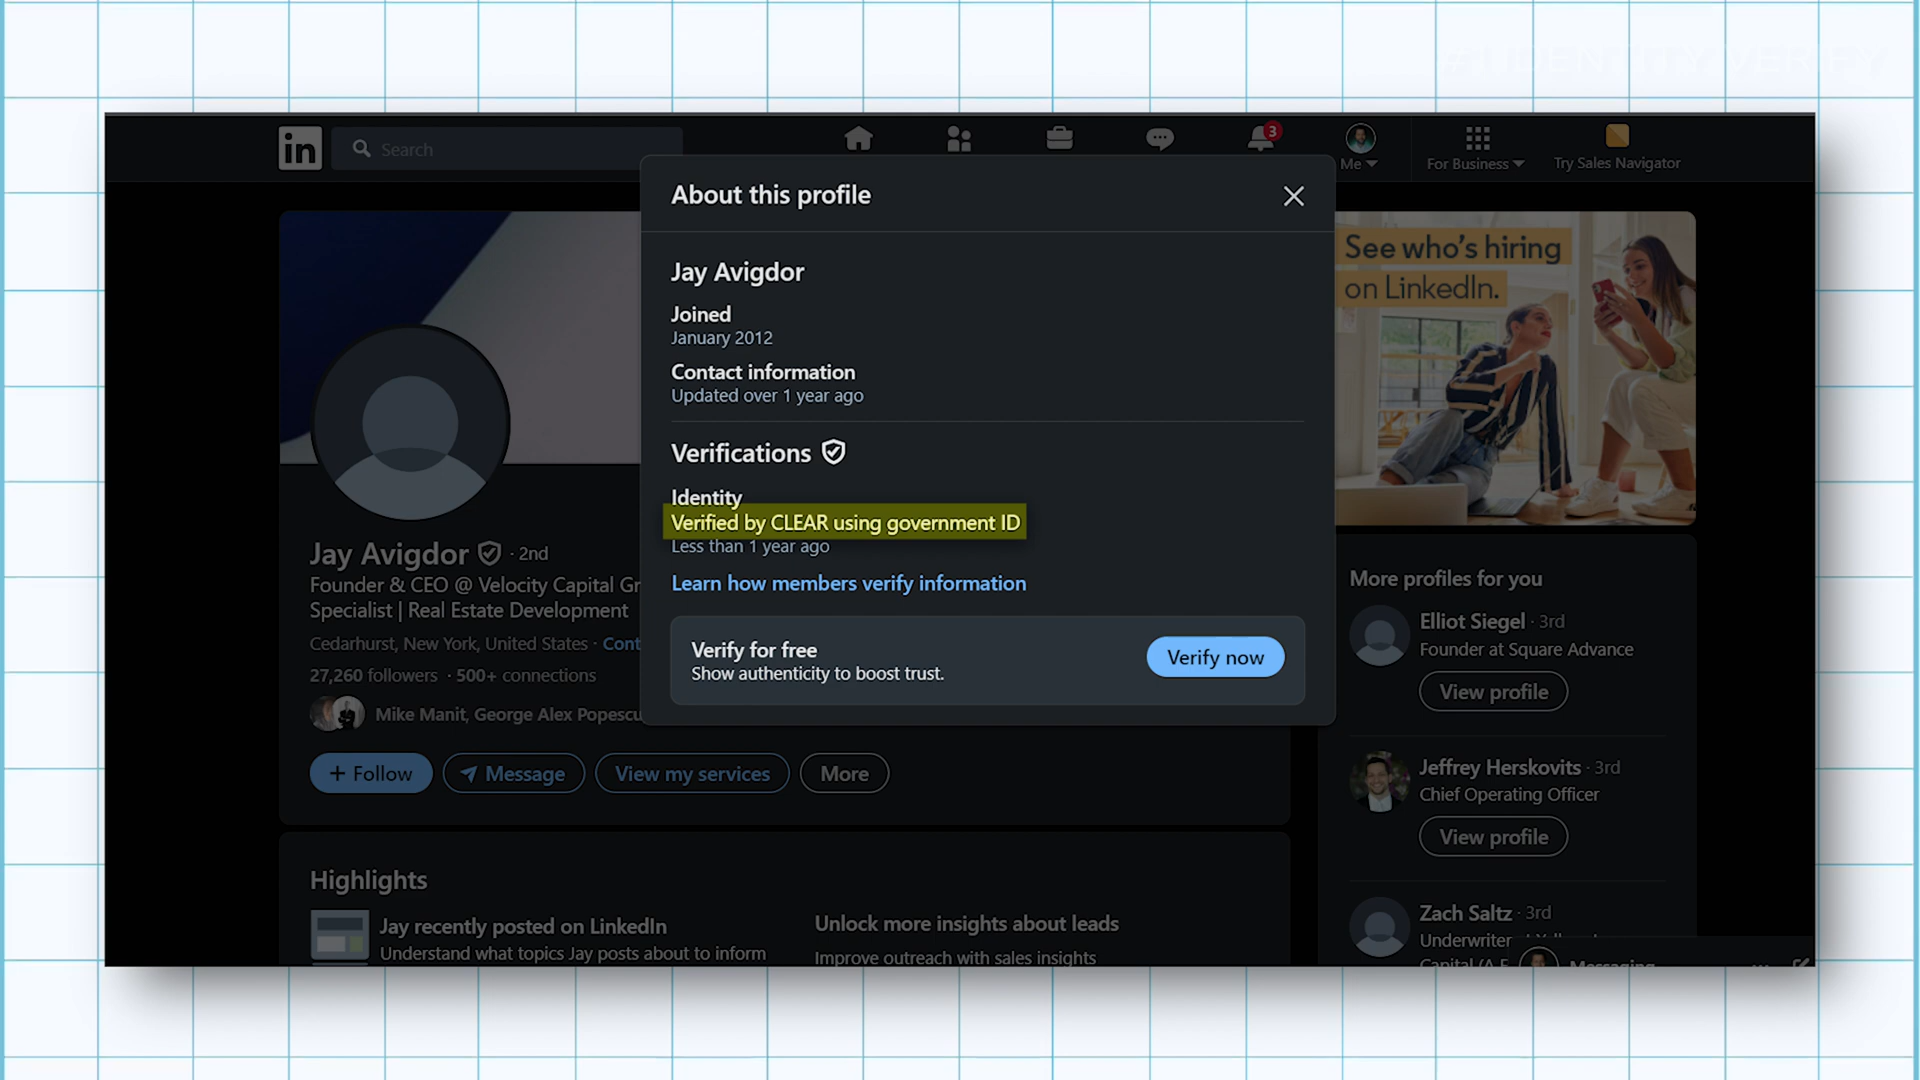 #1 IDENTITY VERIFY
in
Search
3
Me
For Business
Try Sales Navigator
About this profile
Jay Avigdor
Joined
January 2012
Contact information
Updated over 1 year ago
Verifications
Identity
Verified by CLEAR using government ID
Less than 1 year ago
Learn how members verify information
Verify for free
Show authenticity to boost trust.
Verify now
Jay Avigdor · 2nd
Founder & CEO @ Velocity Capital Gr
Specialist | Real Estate Development
Cedarhurst, New York, United States · Cont
27,260 followers · 500+ connections
Mike Manit, George Alex Popescu
+ Follow
Message
View my services
More
Highlights
Jay recently posted on LinkedIn
Understand what topics Jay posts about to inform
Unlock more insights about leads
Improve outreach with sales insights
See who's hiring
on LinkedIn.
More profiles for you
Elliot Siegel · 3rd
Founder at Square Advance
View profile
Jeffrey Herskovits · 3rd
Chief Operating Officer
View profile
Zach Saltz · 3rd
Underwriter
Capital (A F
Messaging